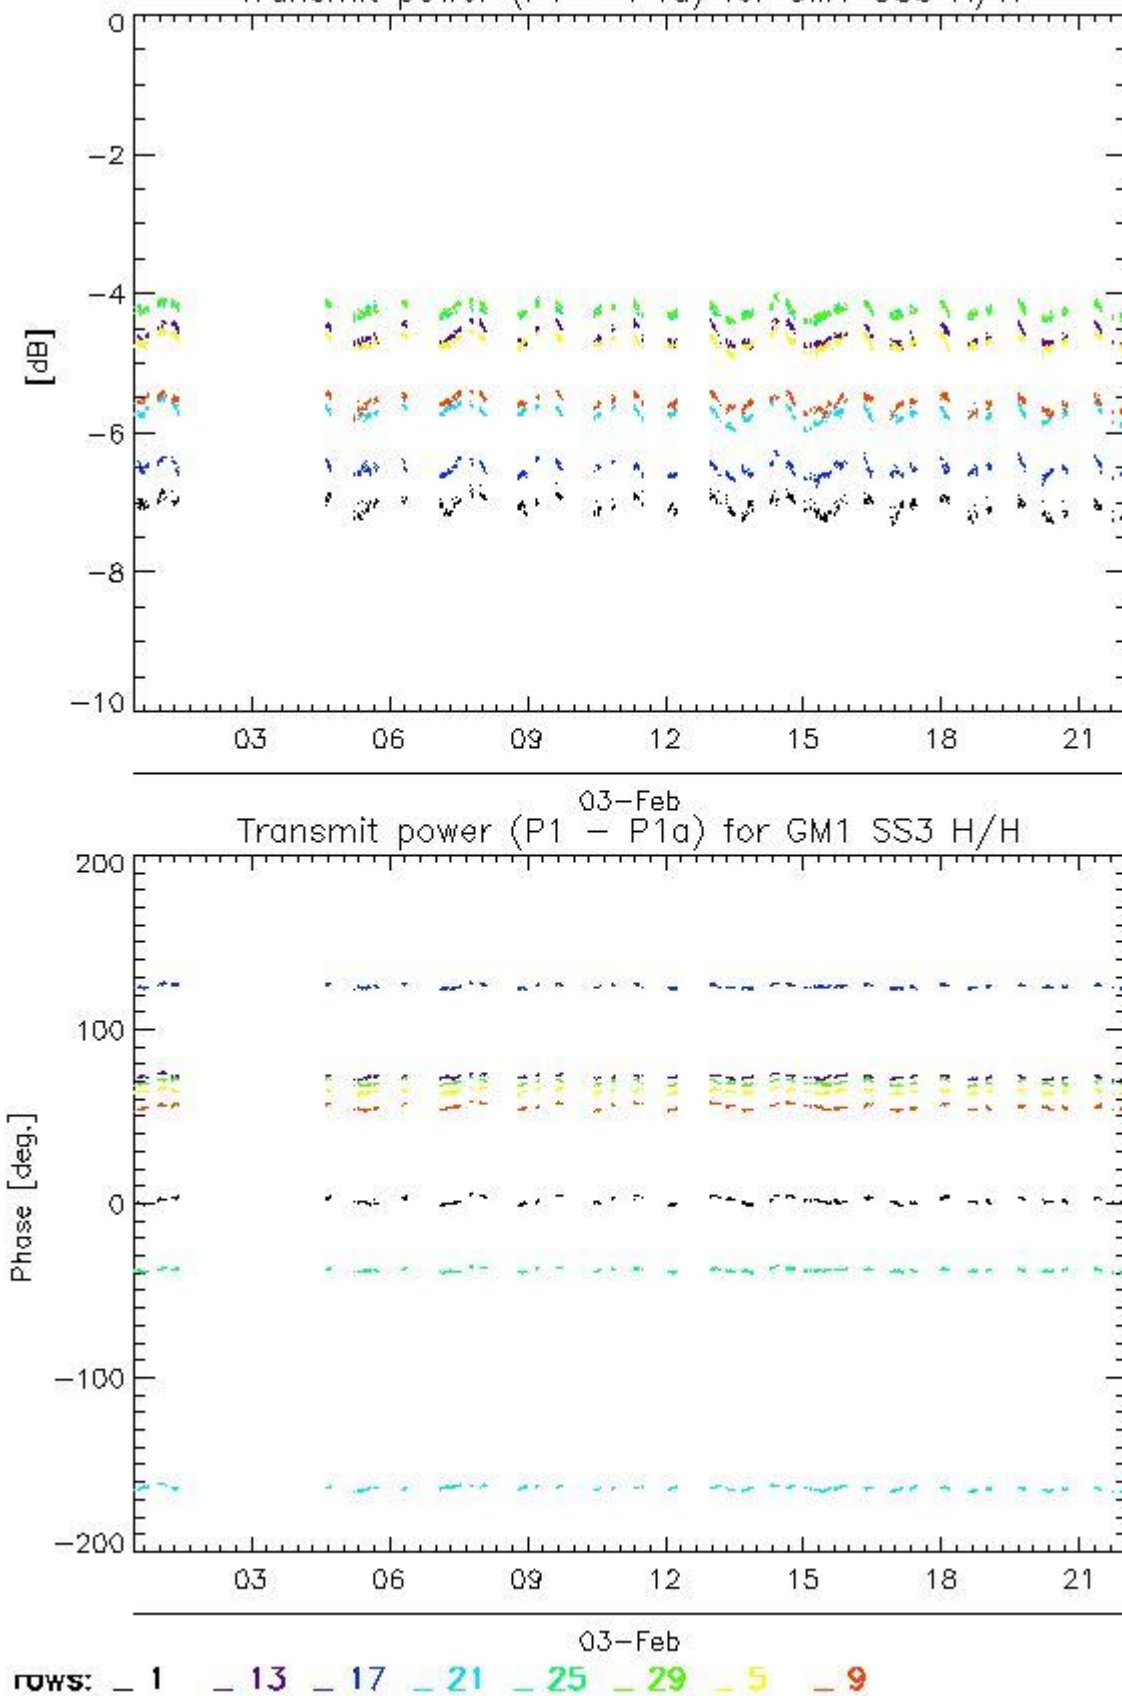 0
−2
−4
[dB]
−6
−8
−10
03 06 09 12 15 18 21
03-Feb
Transmit power (P1 − P1a) for GM1 SS3 H/H
200
100
Phase [deg.]
0
−100
−200
03 06 09 12 15 18 21
03-Feb
rows: _ 1 _ 13 _ 17 _ 21 _ 25 _ 29 _ 5 _ 9